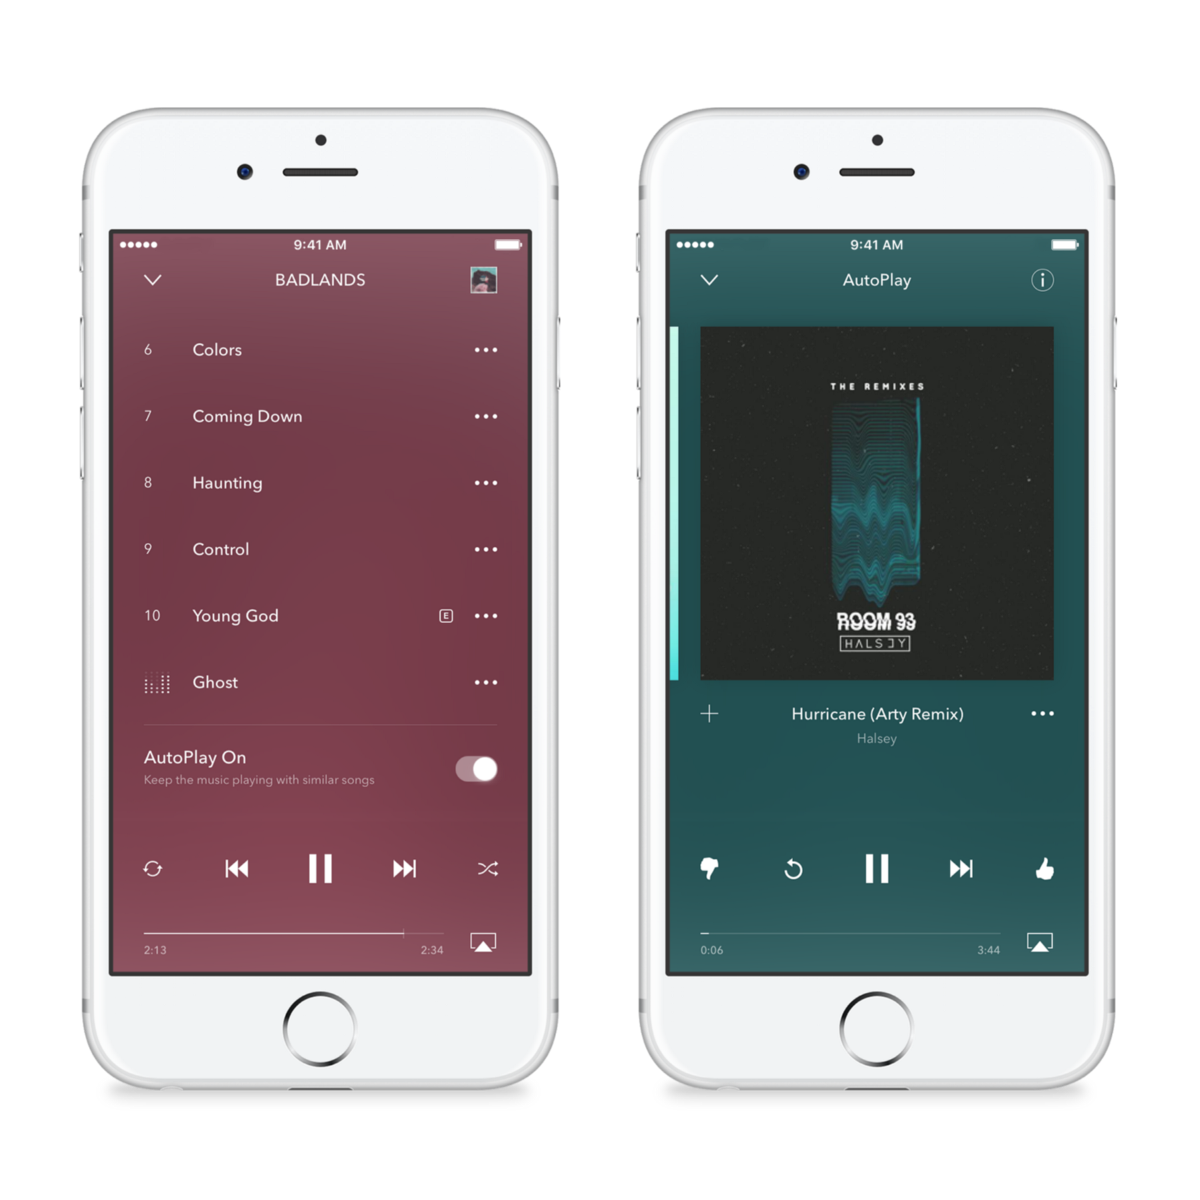 9:41 AM
BADLANDS
6 Colors
7 Coming Down
8 Haunting
9 Control
10 Young God E
Ghost
AutoPlay On
Keep the music playing with similar songs
2:13 2:34
9:41 AM
AutoPlay i
THE REMIXES
ROOM 93
HALSEY
Hurricane (Arty Remix)
Halsey
0:06 3:44